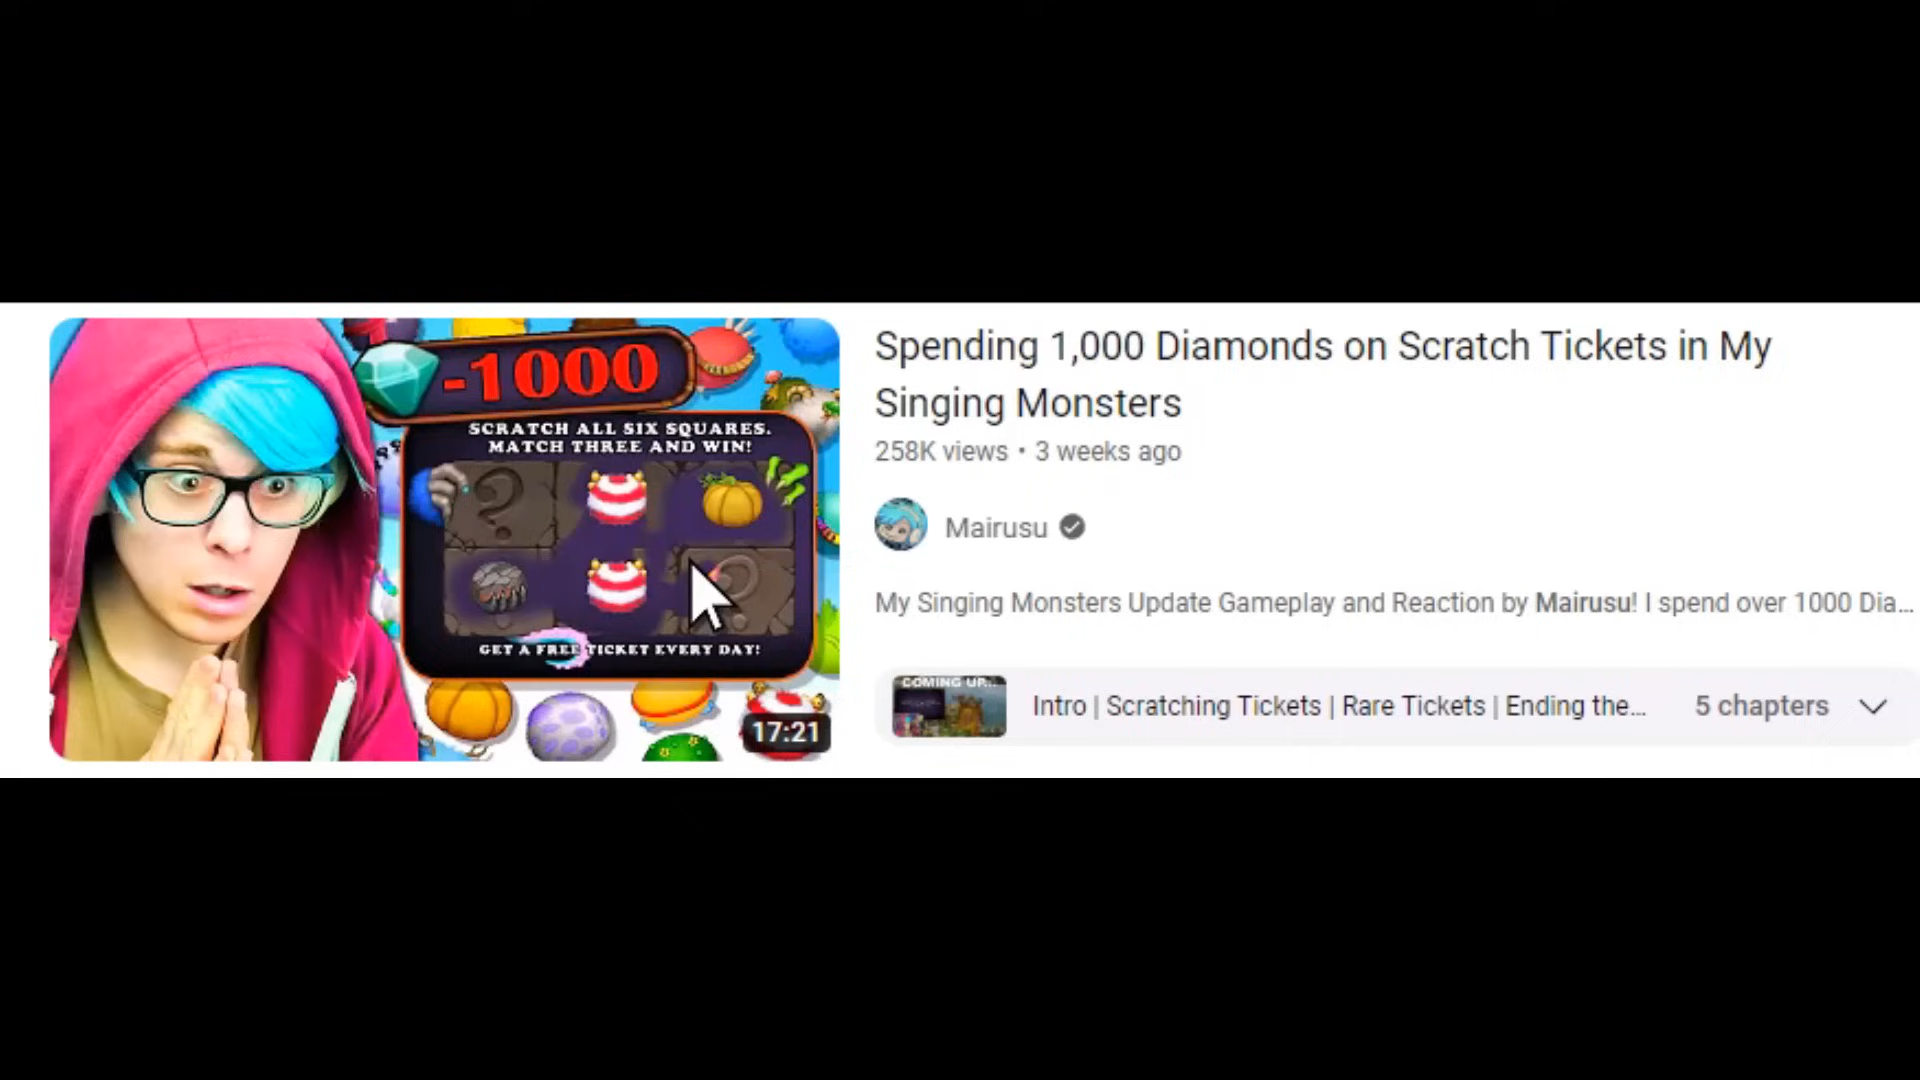 -1000
SCRATCH ALL SIX SQUARES.
MATCH THREE AND WIN!
GET A FREE TICKET EVERY DAY!
17:21
Spending 1,000 Diamonds on Scratch Tickets in My
Singing Monsters
258K views • 3 weeks ago
Mairusu
My Singing Monsters Update Gameplay and Reaction by Mairusu! I spend over 1000 Dia...
COMING UP...
Intro | Scratching Tickets | Rare Tickets | Ending the...
5 chapters